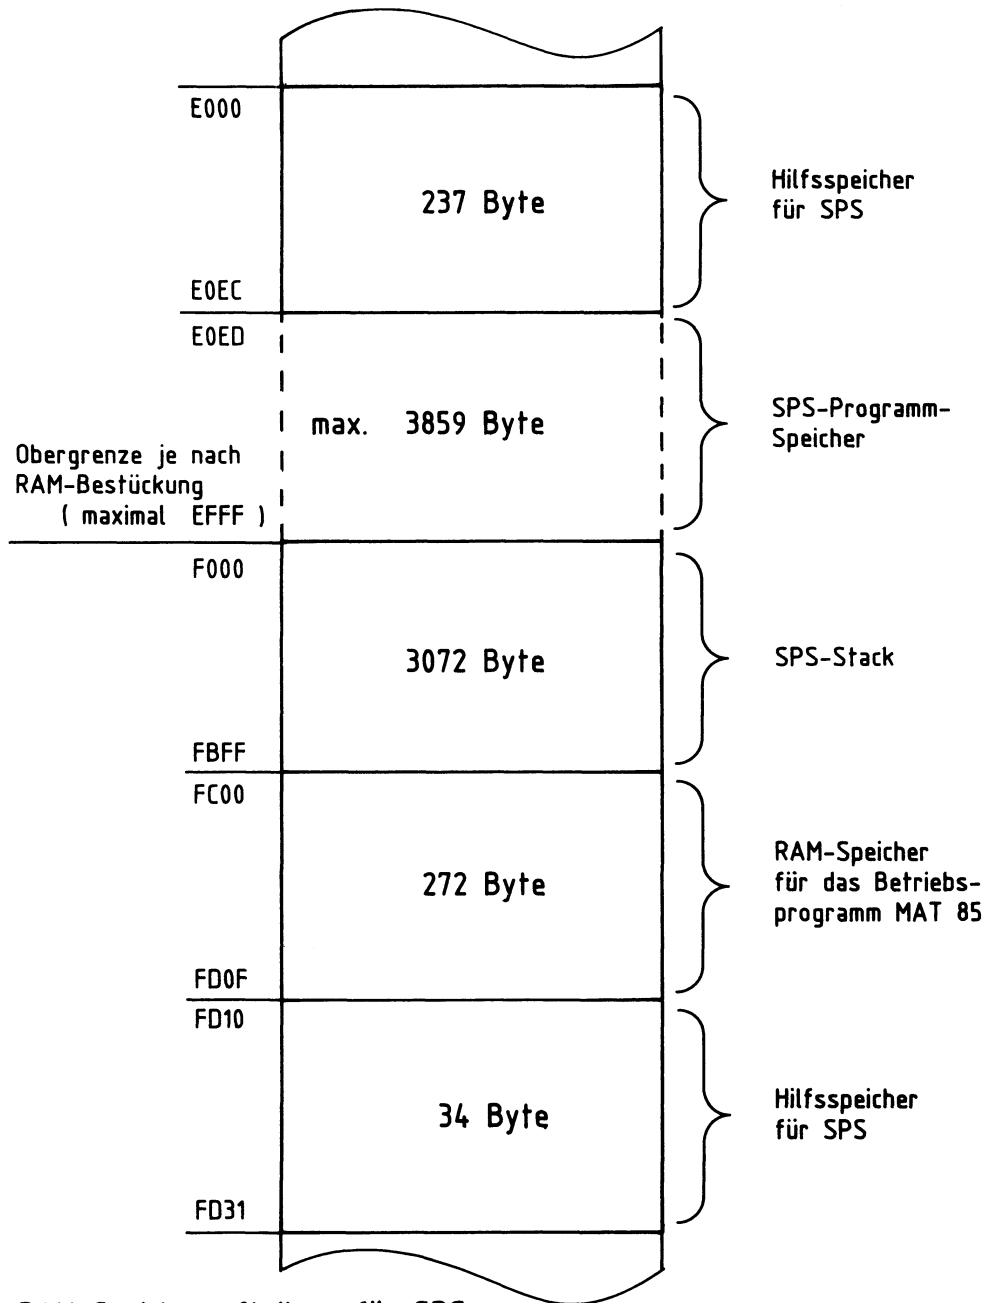 E000
237 Byte
Hilfsspeicher
für SPS
E0EC
E0ED
max. 3859 Byte
SPS-Programm-
Speicher
Obergrenze je nach
RAM-Bestückung
( maximal EFFF )
F000
3072 Byte
SPS-Stack
FBFF
FC00
272 Byte
RAM-Speicher
für das Betriebs-
programm MAT 85
FD0F
FD10
34 Byte
Hilfsspeicher
für SPS
FD31